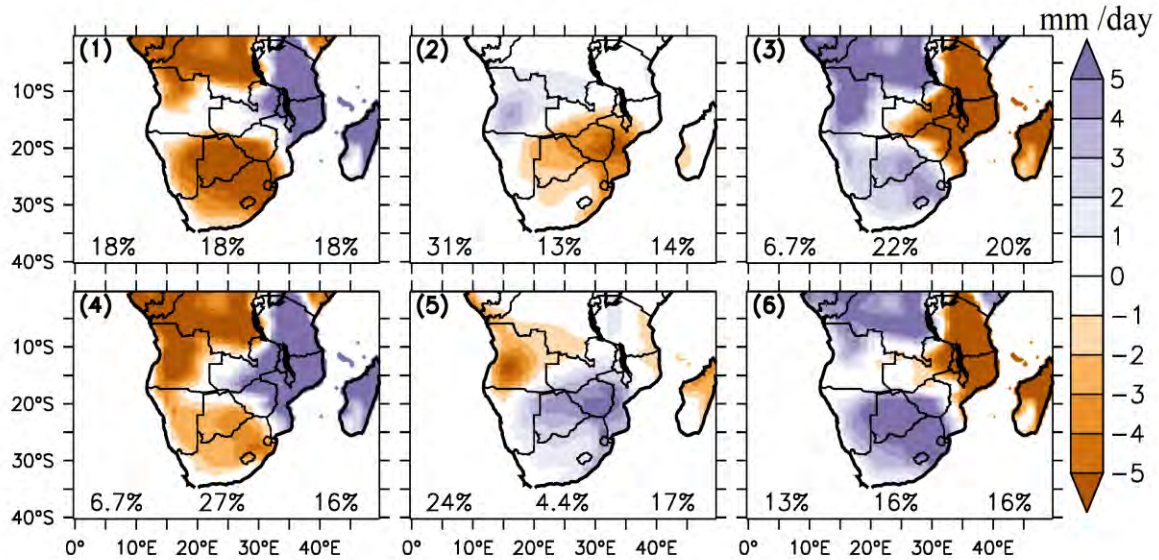 mm /day
(1) (2) (3)
10°S
20°S
30°S
40°S
18% 18% 18% 31% 13% 14% 6.7% 22% 20%
5
4
3
2
1
0
-1
-2
-3
-4
-5
(4) (5) (6)
10°S
20°S
30°S
40°S
6.7% 27% 16% 24% 4.4% 17% 13% 16% 16%
0° 10°E 20°E 30°E 40°E 0° 10°E 20°E 30°E 40°E 0° 10°E 20°E 30°E 40°E